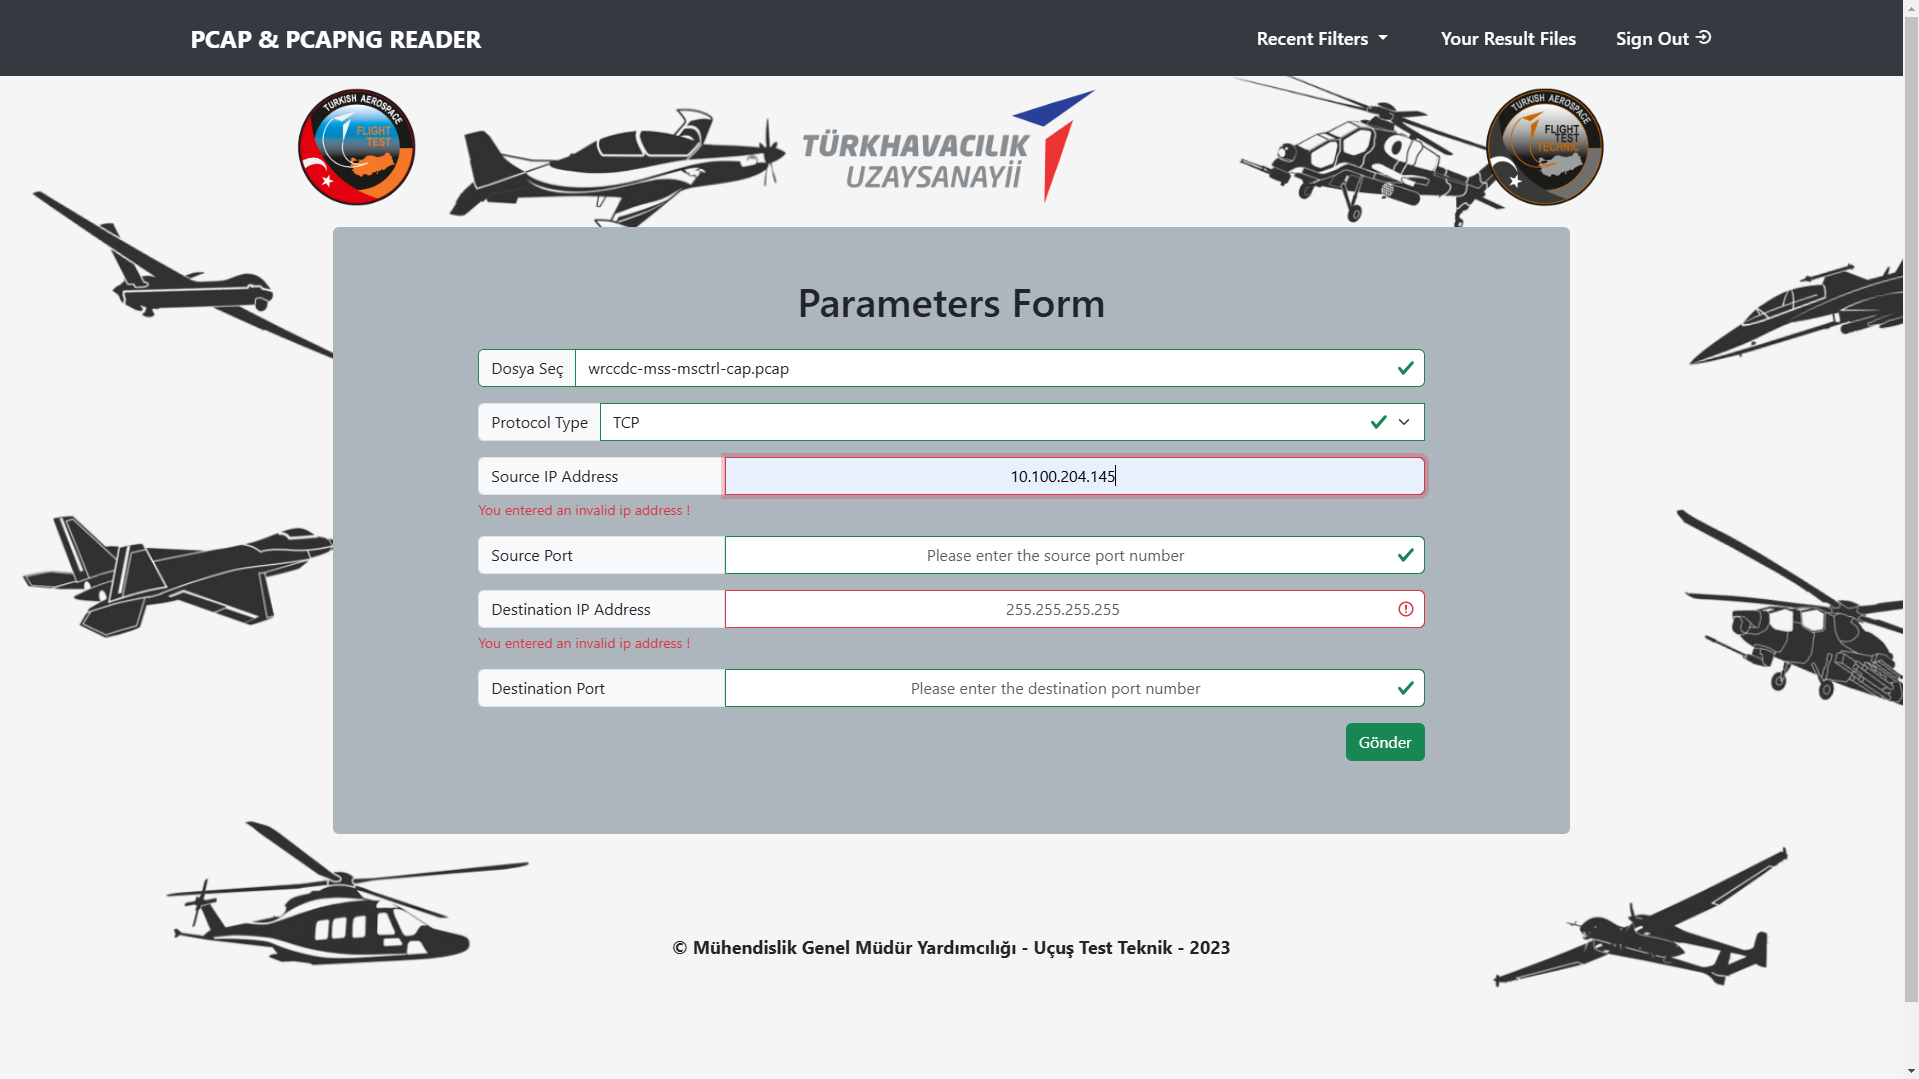 PCAP & PCAPNG READER
Recent Filters
Your Result Files
Sign Out
TURKISH AEROSPACE
FLIGHT
TEST
TÜRKHAVACILIK
UZAYSANAYİİ
TURKISH AEROSPACE
FLIGHT
TEST
TECHNIC
Parameters Form
Dosya Seç wrccdc-mss-msctrl-cap.pcap
Protocol Type TCP
Source IP Address 10.100.204.145
You entered an invalid ip address !
Source Port Please enter the source port number
Destination IP Address 255.255.255.255
You entered an invalid ip address !
Destination Port Please enter the destination port number
Gönder
© Mühendislik Genel Müdür Yardımcılığı - Uçuş Test Teknik - 2023